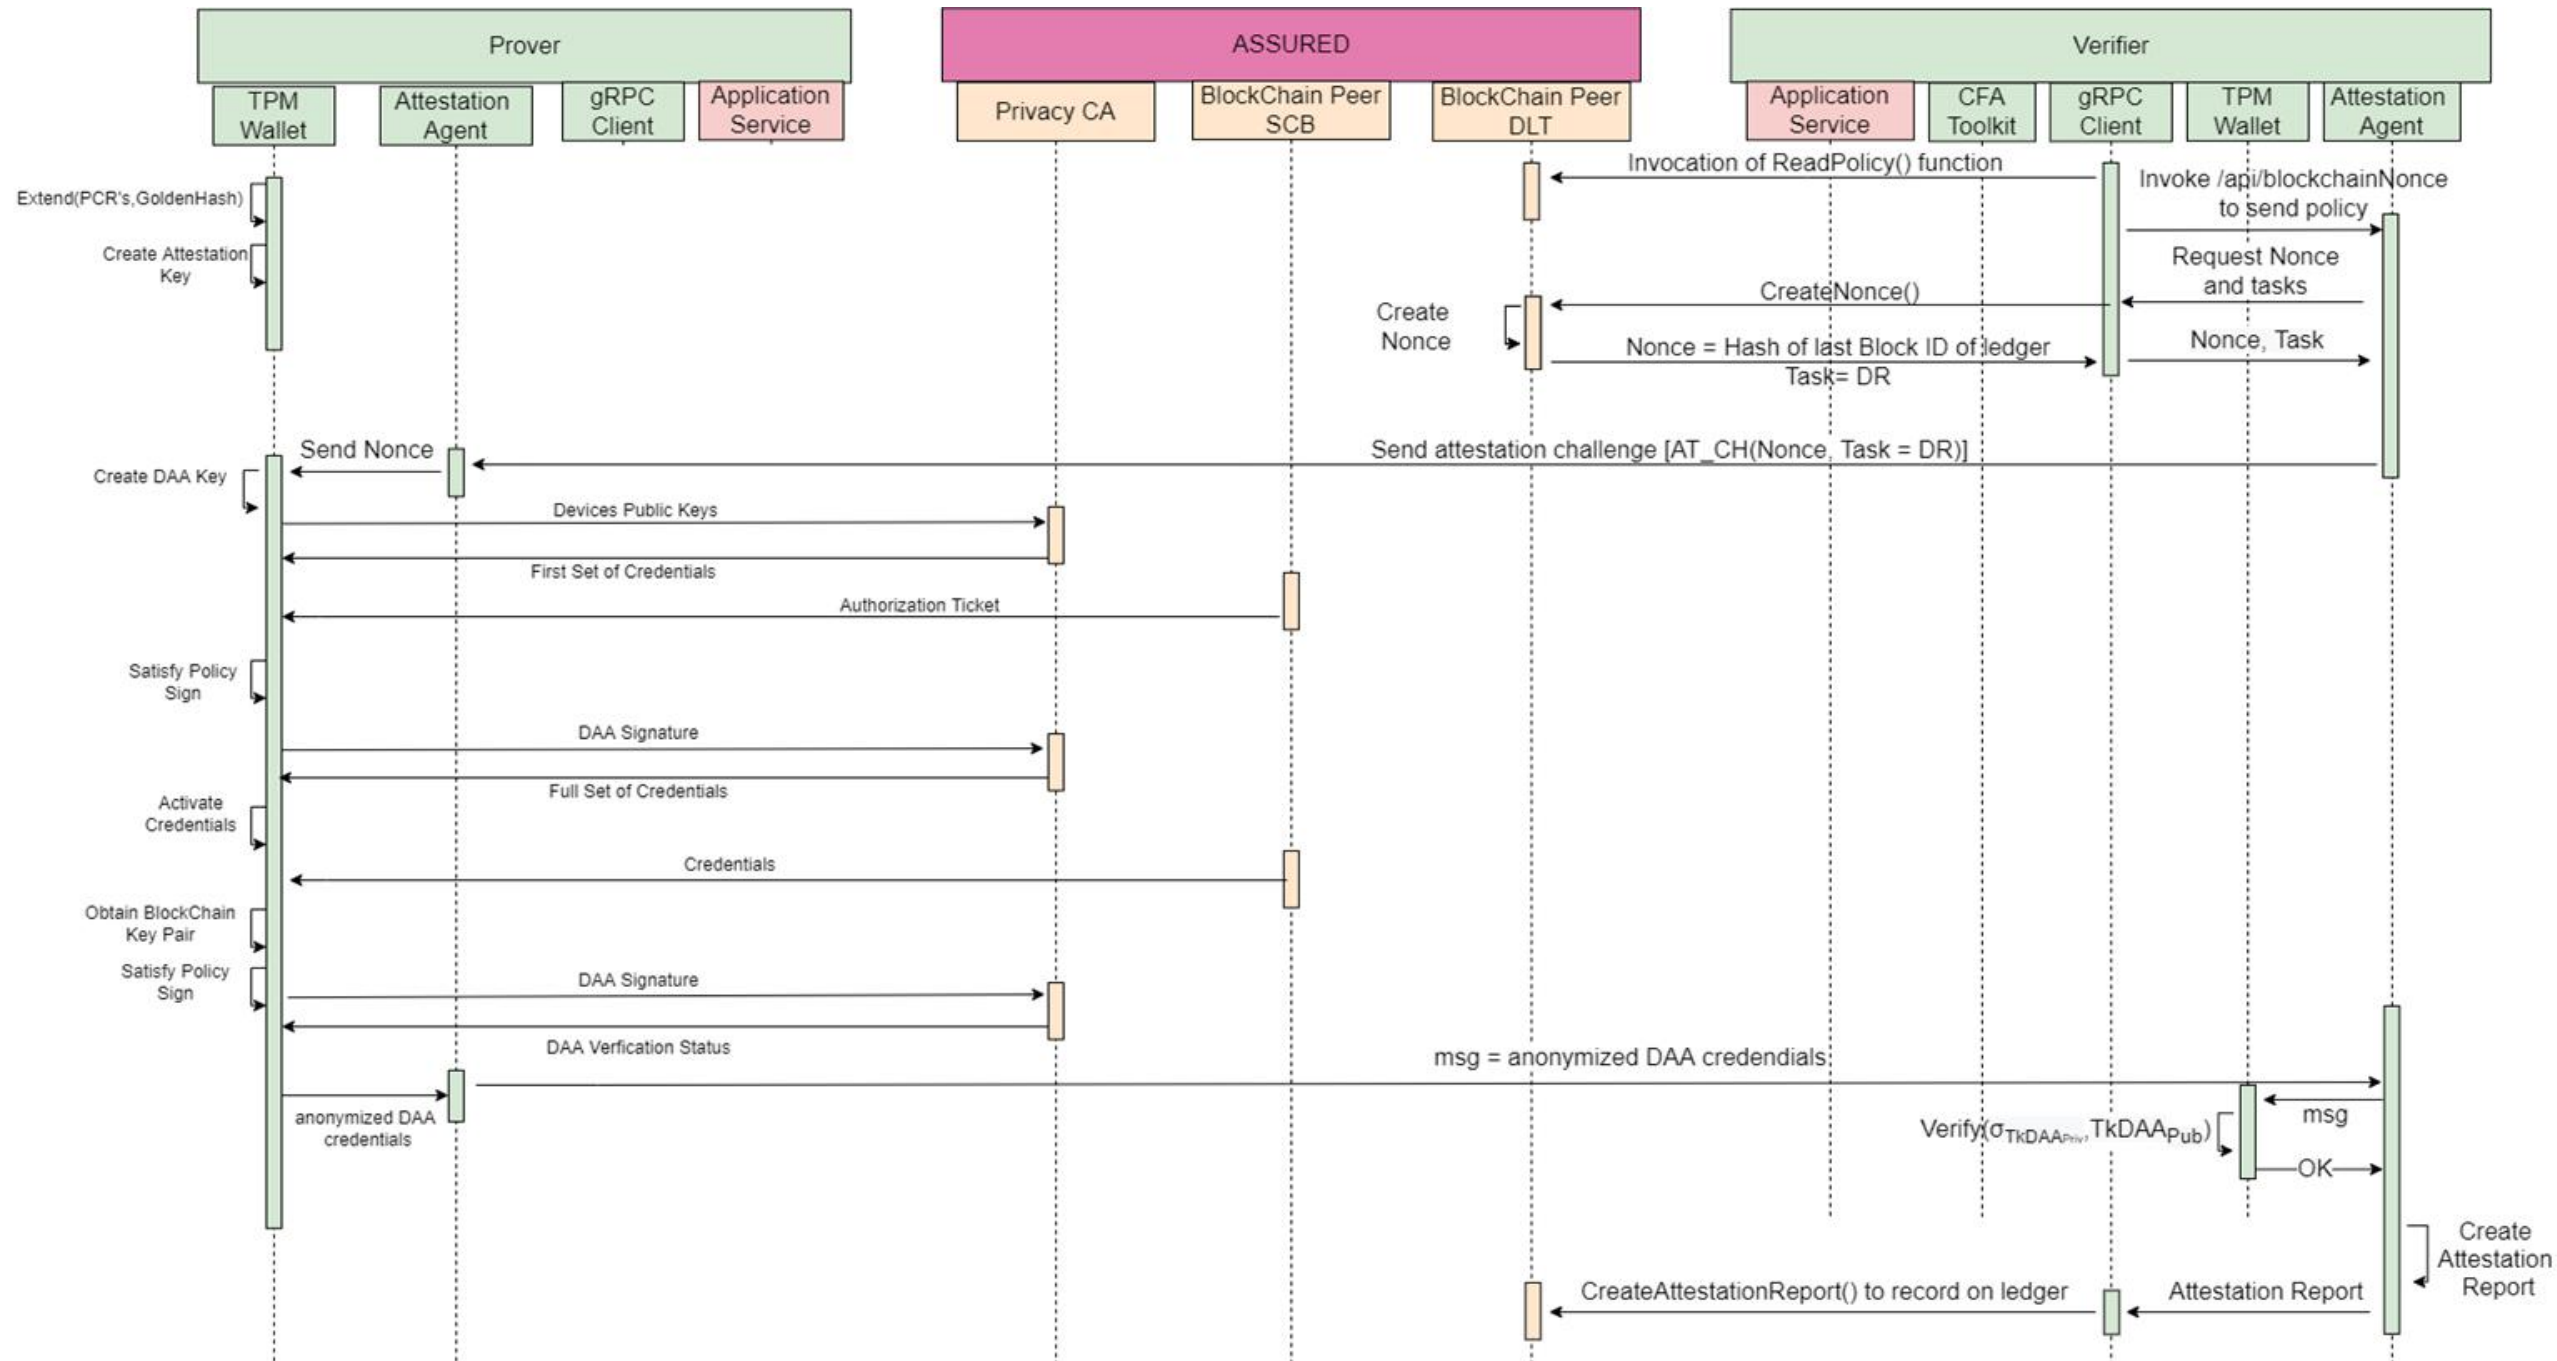 Prover
ASSURED
Verifier
TPM
Wallet
Attestation
Agent
gRPC
Client
Application
Service
Privacy CA
BlockChain Peer
SCB
BlockChain Peer
DLT
Application
Service
CFA
Toolkit
gRPC
Client
TPM
Wallet
Attestation
Agent
Invocation of ReadPolicy() function
Invoke /api/blockchainNonce
to send policy
Extend(PCR's,GoldenHash)
Create Attestation
Key
Request Nonce
and tasks
CreateNonce()
Create
Nonce
Nonce = Hash of last Block ID of ledger
Task= DR
Nonce, Task
Send attestation challenge [AT_CH(Nonce, Task = DR)]
Send Nonce
Create DAA Key
Devices Public Keys
First Set of Credentials
Authorization Ticket
Satisfy Policy
Sign
DAA Signature
Full Set of Credentials
Activate
Credentials
Credentials
Obtain BlockChain
Key Pair
Satisfy Policy
Sign
DAA Signature
DAA Verfication Status
msg = anonymized DAA credendials
anonymized DAA
credentials
msg
Verify(σTkDAAPriv,TkDAAPub)
OK
Create
Attestation
Report
Attestation Report
CreateAttestationReport() to record on ledger